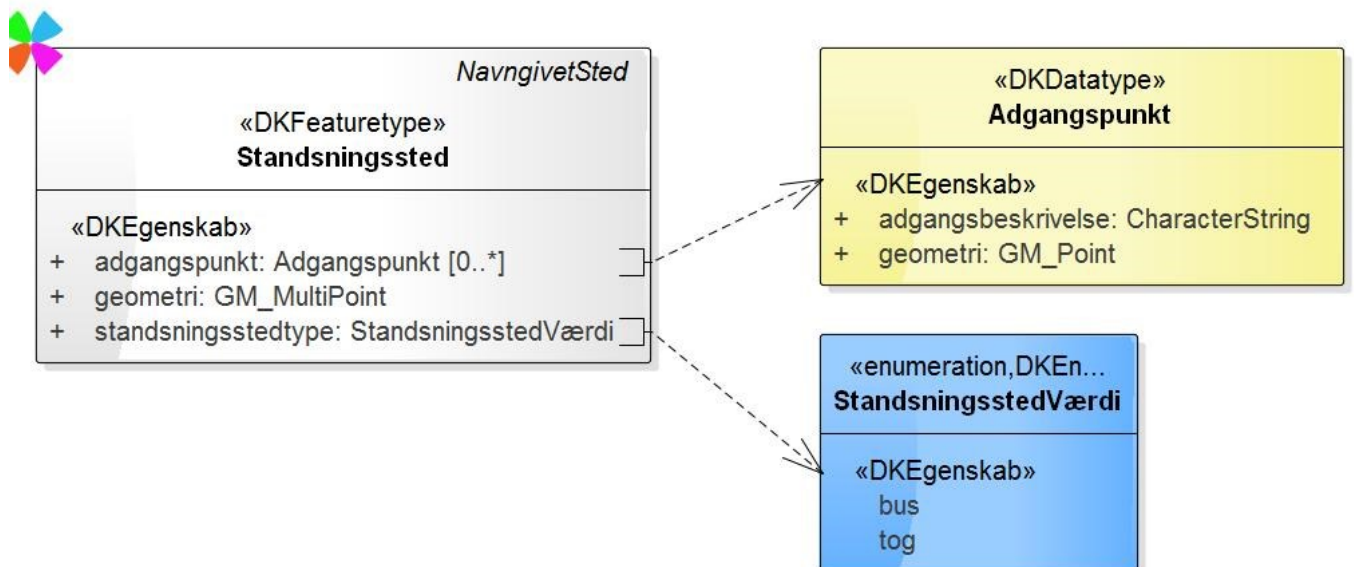 NavngivetSted
«DKFeaturetype»
Standsningssted
«DKEgenskab»
+ adgangspunkt: Adgangspunkt [0..*]
+ geometri: GM_MultiPoint
+ standsningsstedtype: StandsningsstedVærdi
«DKDatatype»
Adgangspunkt
«DKEgenskab»
+ adgangsbeskrivelse: CharacterString
+ geometri: GM_Point
«enumeration,DKEn...
StandsningsstedVærdi
«DKEgenskab»
bus
tog